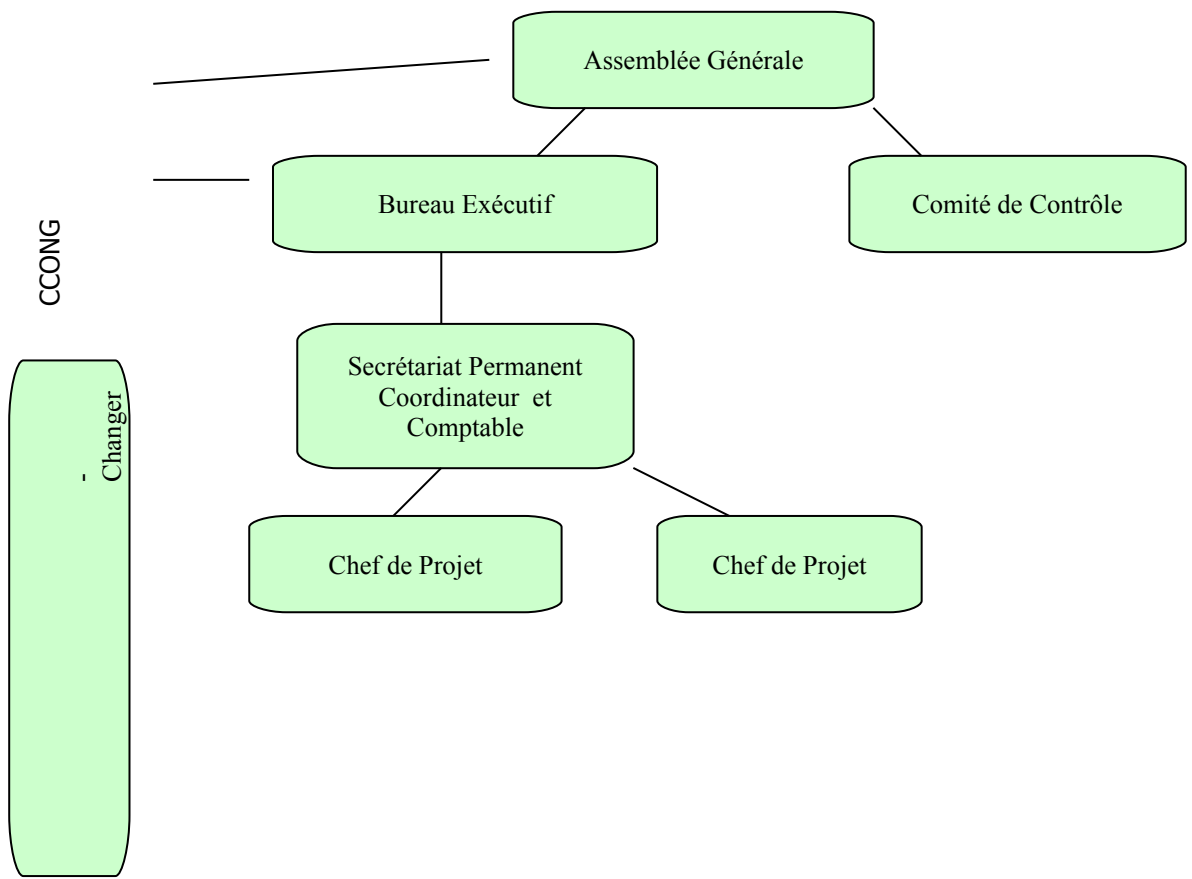 Assemblée Générale
Bureau Exécutif
Comité de Contrôle
CCONG
Secrétariat Permanent
Coordinateur et
Comptable
-
Changer
Chef de Projet
Chef de Projet